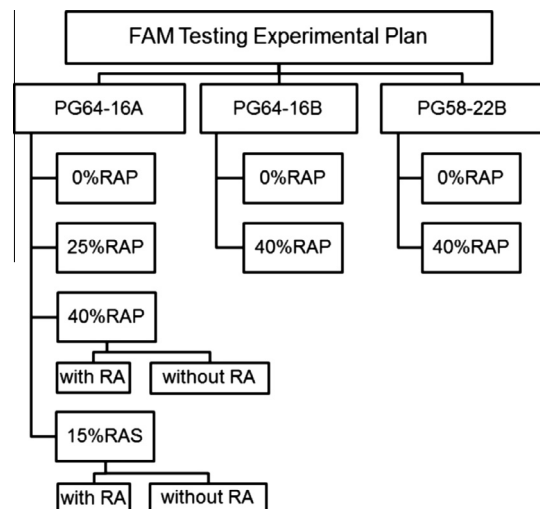 FAM Testing Experimental Plan
PG64-16A
PG64-16B
PG58-22B
0%RAP
0%RAP
0%RAP
25%RAP
40%RAP
40%RAP
40%RAP
with RA
without RA
15%RAS
with RA
without RA